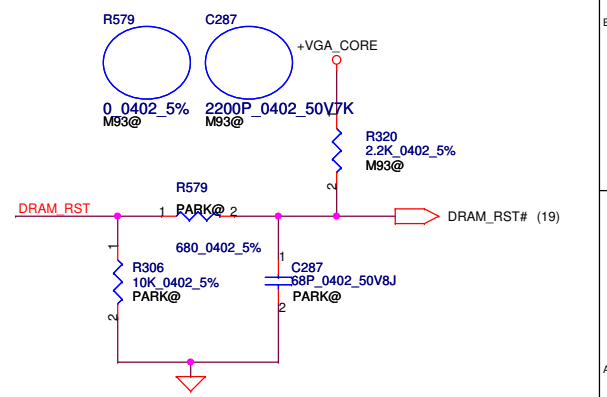 R579
C287
+VGA_CORE
0_0402_5%
2200P_0402_50V7K
M93@
M93@
1
R320
2.2K_0402_5%
M93@
2
R579
DRAM_RST
1
PARK@
2
DRAM_RST# (19)
680_0402_5%
1
R306
10K_0402_5%
PARK@
2
1
C287
68P_0402_50V8J
PARK@
2
B
A